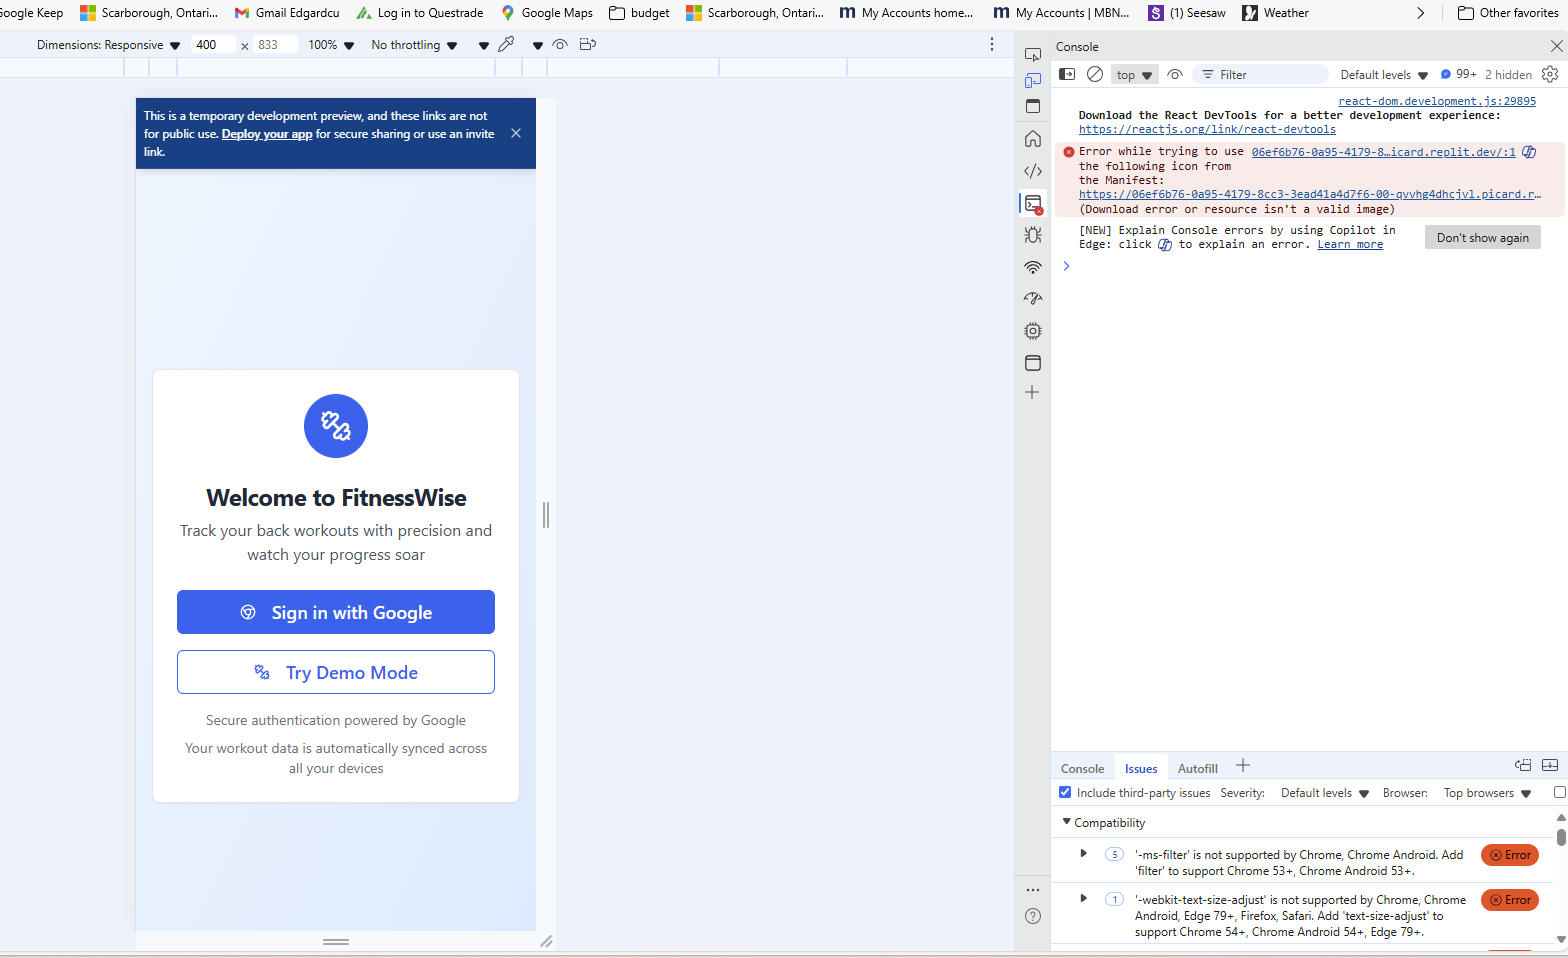 oogle Keep
Scarborough, Ontari...
Gmail Edgardcu
Log in to Questrade
Google Maps
budget
Scarborough, Ontari...
My Accounts home...
My Accounts | MBN...
(1) Seesaw
Weather
Other favorites
Dimensions: Responsive
400
×
833
100%
No throttling
This is a temporary development preview, and these links are not
for public use. Deploy your app for secure sharing or use an invite
link.
Welcome to FitnessWise
Track your back workouts with precision and
watch your progress soar
Sign in with Google
Try Demo Mode
Secure authentication powered by Google
Your workout data is automatically synced across
all your devices
Console
top
Filter
Default levels
99+
2 hidden
react-dom.development.js:29895
Download the React DevTools for a better development experience:
https://reactjs.org/link/react-devtools
Error while trying to use
06ef6b76-0a95-4179-8…icard.replit.dev/:1
the following icon from
the Manifest:
https://06ef6b76-0a95-4179-8cc3-3ead41a4d7f6-00-qvvhg4dhcjvl.picard.r…
(Download error or resource isn't a valid image)
[NEW] Explain Console errors by using Copilot in
Edge: click to explain an error. Learn more
Don't show again
Console
Issues
Autofill
Include third-party issues
Severity:
Default levels
Browser:
Top browsers
Compatibility
5
'-ms-filter' is not supported by Chrome, Chrome Android. Add
'filter' to support Chrome 53+, Chrome Android 53+.
Error
1
'-webkit-text-size-adjust' is not supported by Chrome, Chrome
Android, Edge 79+, Firefox, Safari. Add 'text-size-adjust' to
support Chrome 54+, Chrome Android 54+, Edge 79+.
Error